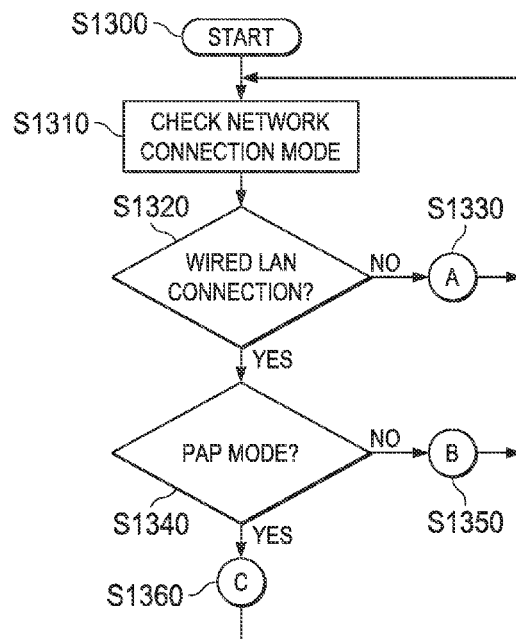 S1300
START
S1310
CHECK NETWORK
CONNECTION MODE
S1320
WIRED LAN
CONNECTION?
NO
S1330
A
YES
PAP MODE?
NO
B
S1340
S1350
YES
C
S1360